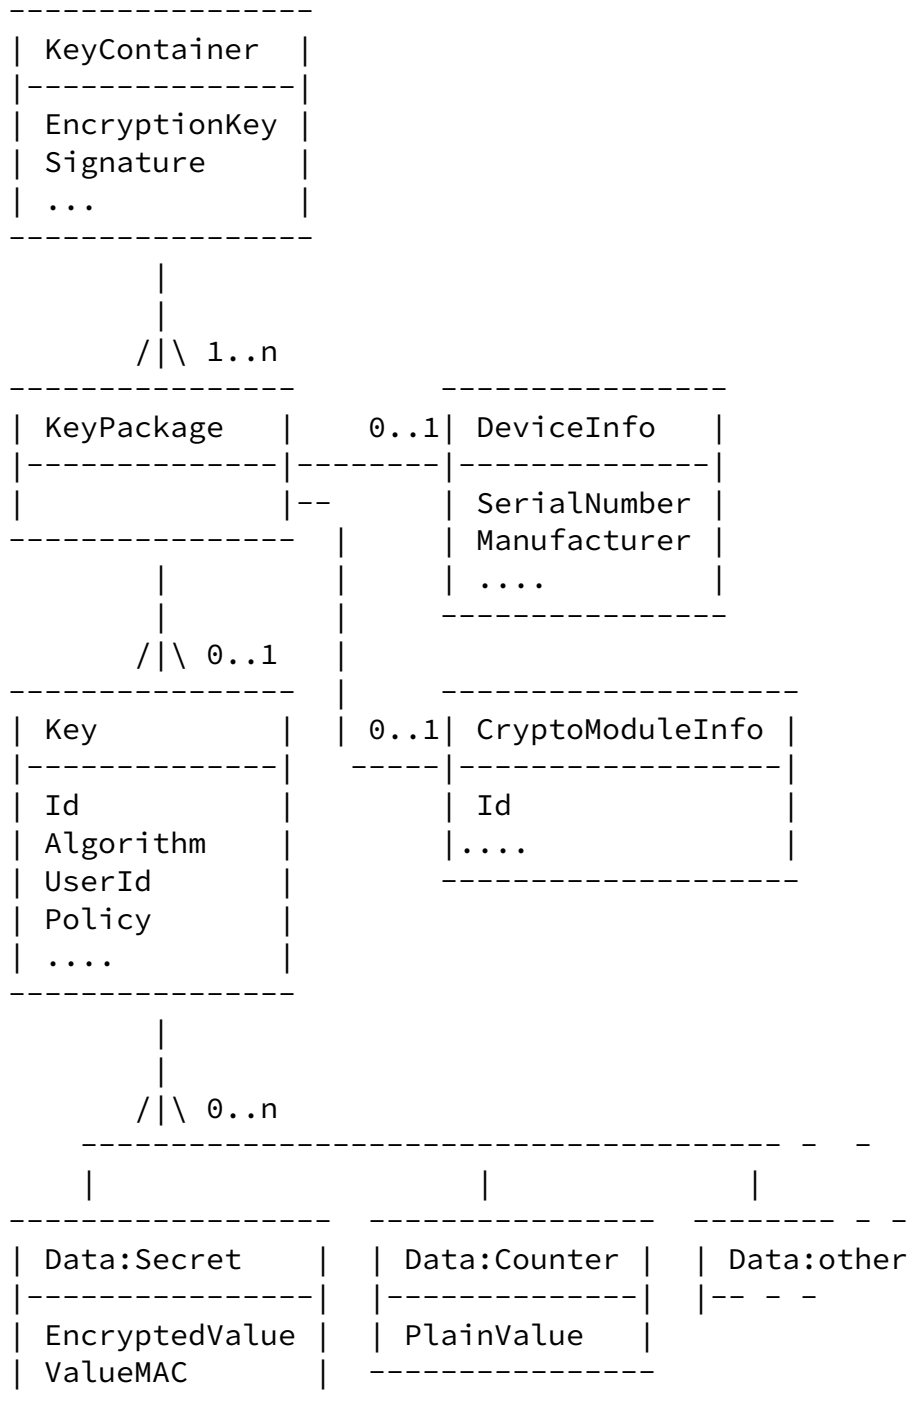 -----------------
| KeyContainer  |
|---------------|
| EncryptionKey |
| Signature     |
| ...           |
-----------------
        |
        |
       /|\ 1..n
----------------        ----------------
| KeyPackage   |    0..1| DeviceInfo   |
|--------------|--------|--------------|
|              |--      | SerialNumber |
----------------  |     | Manufacturer |
        |         |     | ....         |
        |         |     ----------------
       /|\ 0..1   |
----------------  |     --------------------
| Key          |  | 0..1| CryptoModuleInfo |
|--------------|   -----|------------------|
| Id           |        | Id               |
| Algorithm    |        |....              |
| UserId       |        --------------------
| Policy       |
| ....         |
----------------
        |
        |
       /|\ 0..n
    --------------------------------------- -  -
    |                     |              |
------------------  ----------------  -------- - -
| Data:Secret    |  | Data:Counter |  | Data:other
|----------------|  |--------------|  |-- - -
| EncryptedValue |  | PlainValue   |
| ValueMAC       |  ----------------